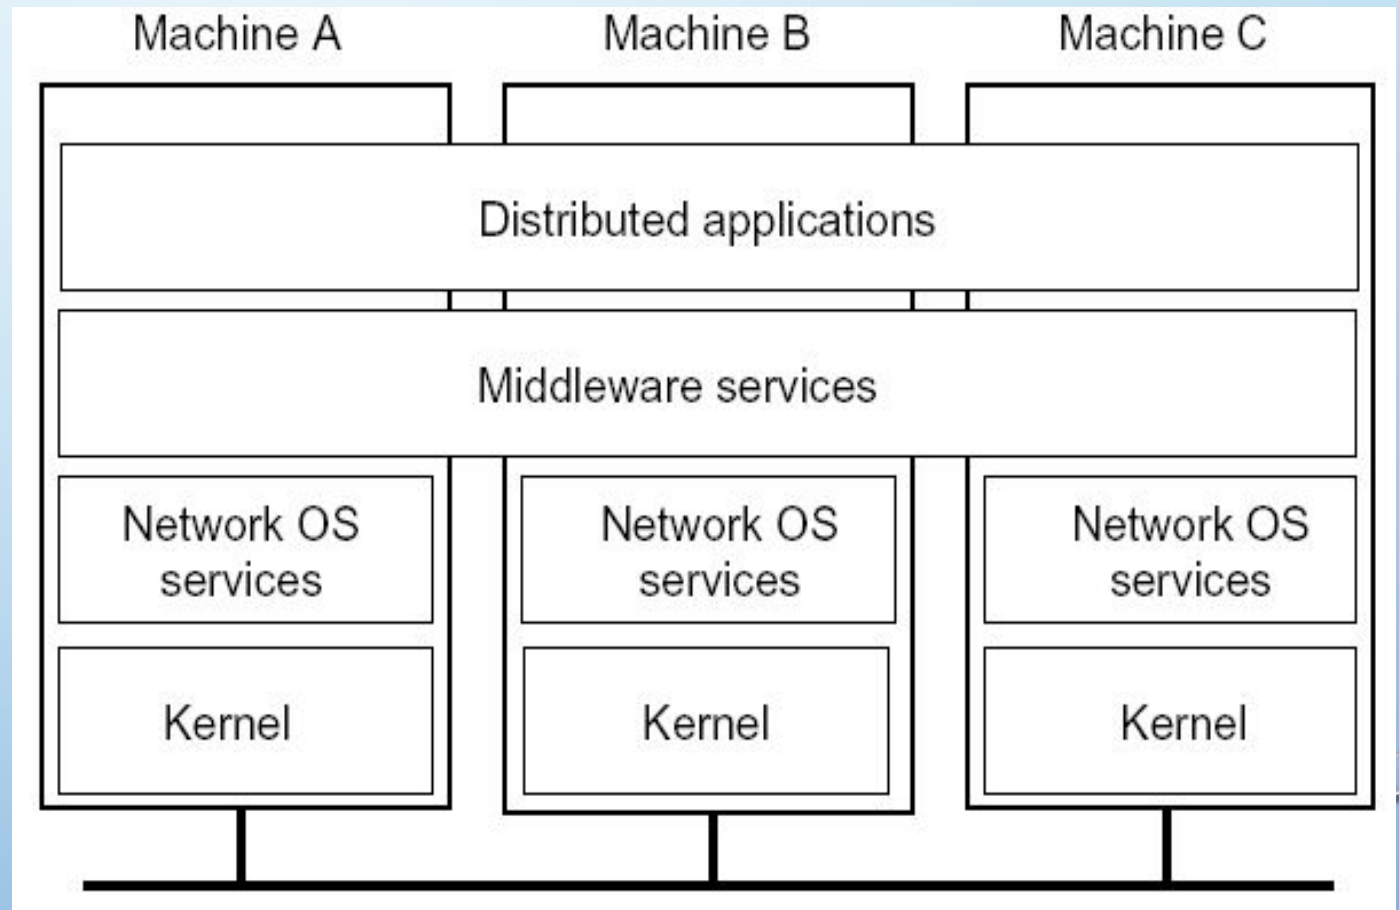 Machine A
Machine B
Machine C
Distributed applications
Middleware services
Network OS
services
Network OS
services
Network OS
services
Kernel
Kernel
Kernel